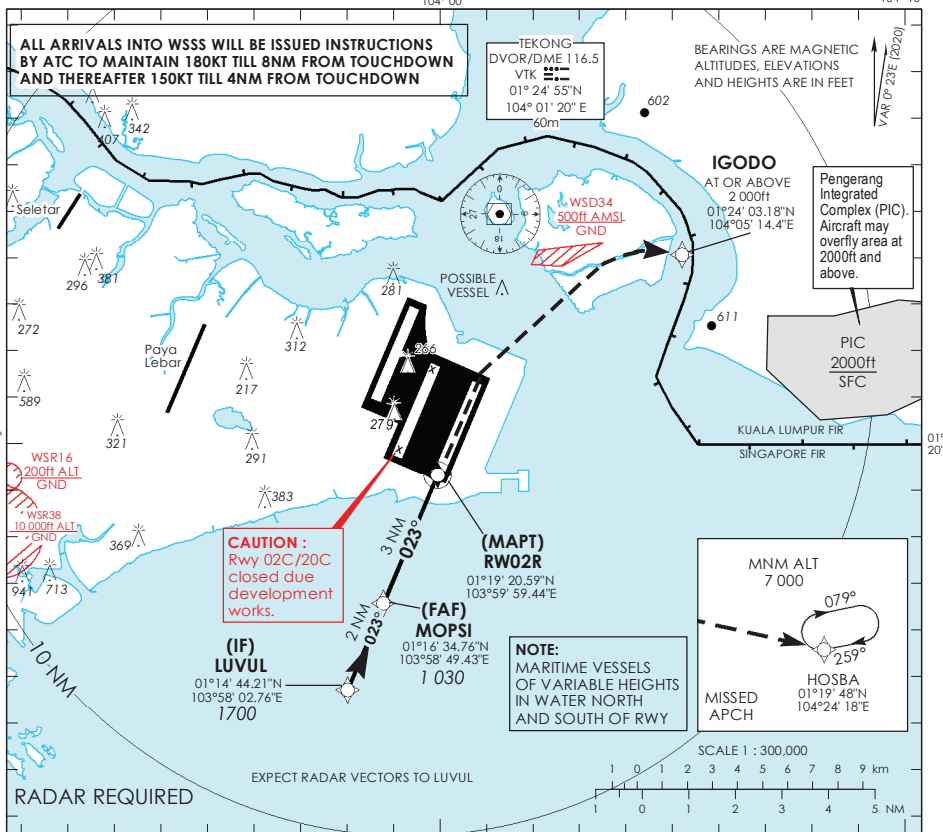 104° 00'
ALL ARRIVALS INTO WSSS WILL BE ISSUED INSTRUCTIONS
BY ATC TO MAINTAIN 180KT TILL 8NM FROM TOUCHDOWN
AND THEREAFTER 150KT TILL 4NM FROM TOUCHDOWN
TEKONG
DVOR/DME 116.5
VTK
01° 24' 55"N
104° 01' 20" E
60m
BEARINGS ARE MAGNETIC
ALTITUDES, ELEVATIONS
AND HEIGHTS ARE IN FEET
VAR 0° 23'E (2020)
407
342
602
IGODO
AT OR ABOVE
2 000ft
01°24' 03.18"N
104°05' 14.4"E
Pengerang
Integrated
Complex (PIC).
Aircraft may
overfly area at
2000ft and
above.
Seletar
0
9
18
27
WSD34
500ft AMSL
GND
296
381
281
POSSIBLE
VESSEL
272
312
611
Paya
Lebar
266
PIC
2000ft
SFC
217
589
279
321
291
KUALA LUMPUR FIR
SINGAPORE FIR
01°
20'
WSR16
200ft ALT
GND
383
WSR38
10 000ft ALT
GND
369
941
713
CAUTION :
Rwy 02C/20C
closed due
development
works.
3 NM
023°
(MAPT)
RW02R
01°19' 20.59"N
103°59' 59.44"E
2 NM
023°
(FAF)
MOPSI
01°16' 34.76"N
103°58' 49.43"E
1 030
(IF)
LUVUL
01°14' 44.21"N
103°58' 02.76"E
1700
10 NM
NOTE:
MARITIME VESSELS
OF VARIABLE HEIGHTS
IN WATER NORTH
AND SOUTH OF RWY
MNM ALT
7 000
079°
259°
HOSBA
01°19' 48"N
104°24' 18"E
MISSED
APCH
SCALE 1 : 300,000
1 0 1 2 3 4 5 6 7 8 9 km
1 0 1 2 3 4 5 NM
EXPECT RADAR VECTORS TO LUVUL
RADAR REQUIRED